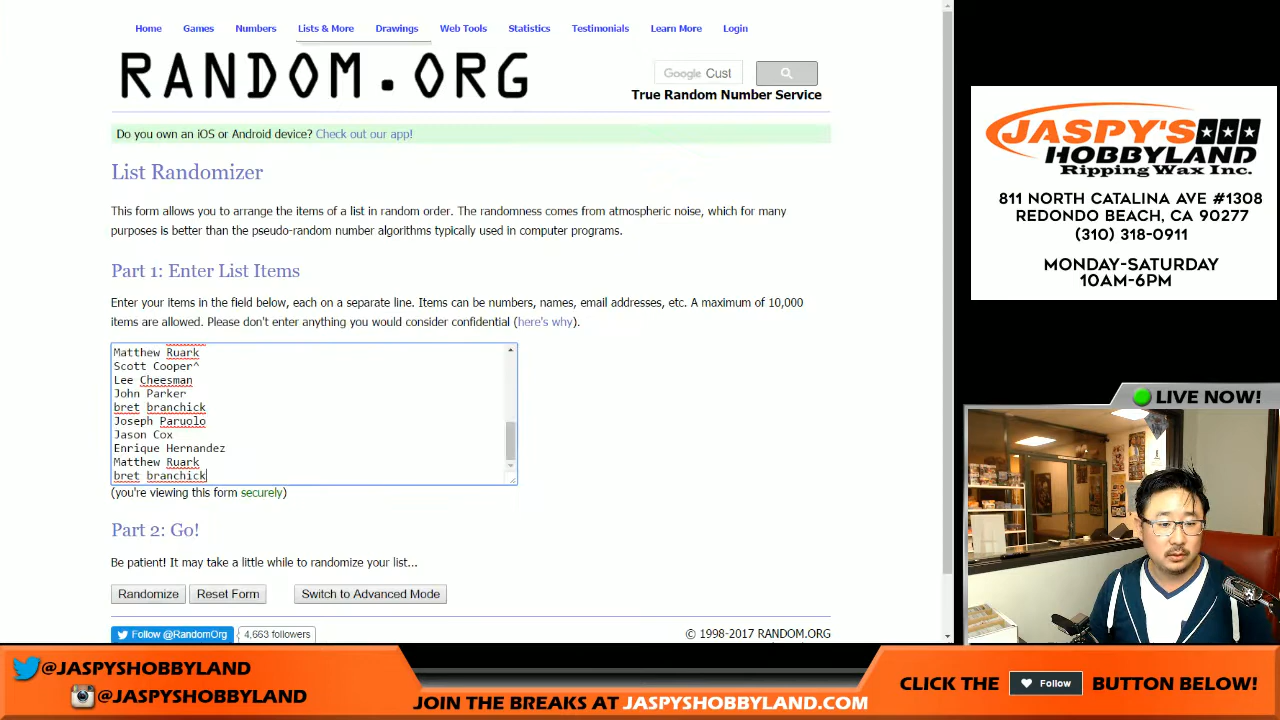 Home Games Numbers Lists & More Drawings Web Tools Statistics Testimonials Learn More Login
RANDOM.ORG
Google Cust
True Random Number Service
Do you own an iOS or Android device? Check out our app!
List Randomizer
This form allows you to arrange the items of a list in random order. The randomness comes from atmospheric noise, which for many
purposes is better than the pseudo-random number algorithms typically used in computer programs.
Part 1: Enter List Items
Enter your items in the field below, each on a separate line. Items can be numbers, names, email addresses, etc. A maximum of 10,000
items are allowed. Please don't enter anything you would consider confidential (here's why).
Matthew Ruark
Scott Cooper^
Lee Cheesman
John Parker
bret branchick
Joseph Paruolo
Jason Cox
Enrique Hernandez
Matthew Ruark
bret branchick
(you're viewing this form securely)
Part 2: Go!
Be patient! It may take a little while to randomize your list...
Randomize Reset Form Switch to Advanced Mode
Follow @RandomOrg 4,663 followers
© 1998-2017 RANDOM.ORG
JASPY'S
HOBBYLAND
Ripping Wax Inc.
811 NORTH CATALINA AVE #1308
REDONDO BEACH, CA 90277
(310) 318-0911
MONDAY-SATURDAY
10AM-6PM
LIVE NOW!
@JASPYSHOBBYLAND
@JASPYSHOBBYLAND
JOIN THE BREAKS AT JASPYSHOBBYLAND.COM
CLICK THE Follow BUTTON BELOW!